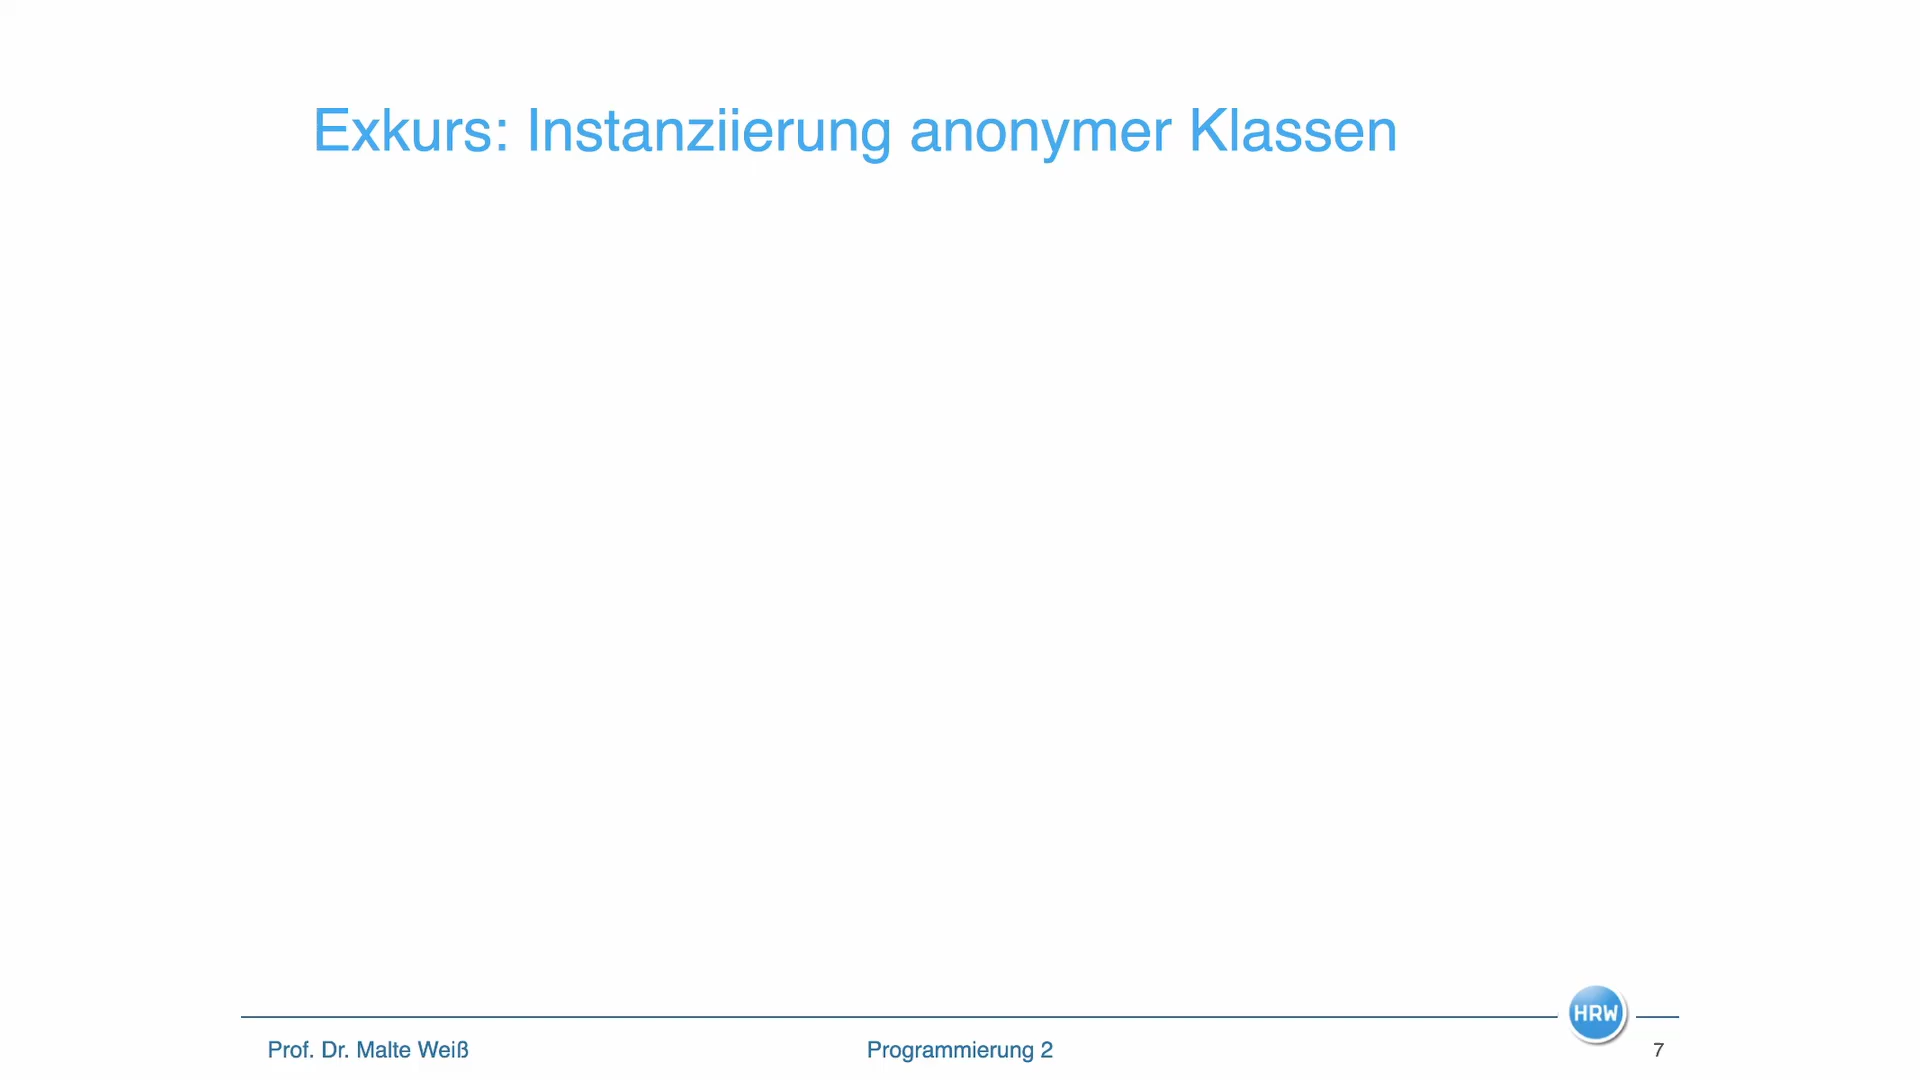 Exkurs: Instanziierung anonymer Klassen
HRW
Prof. Dr. Malte Weiß
Programmierung 2
7